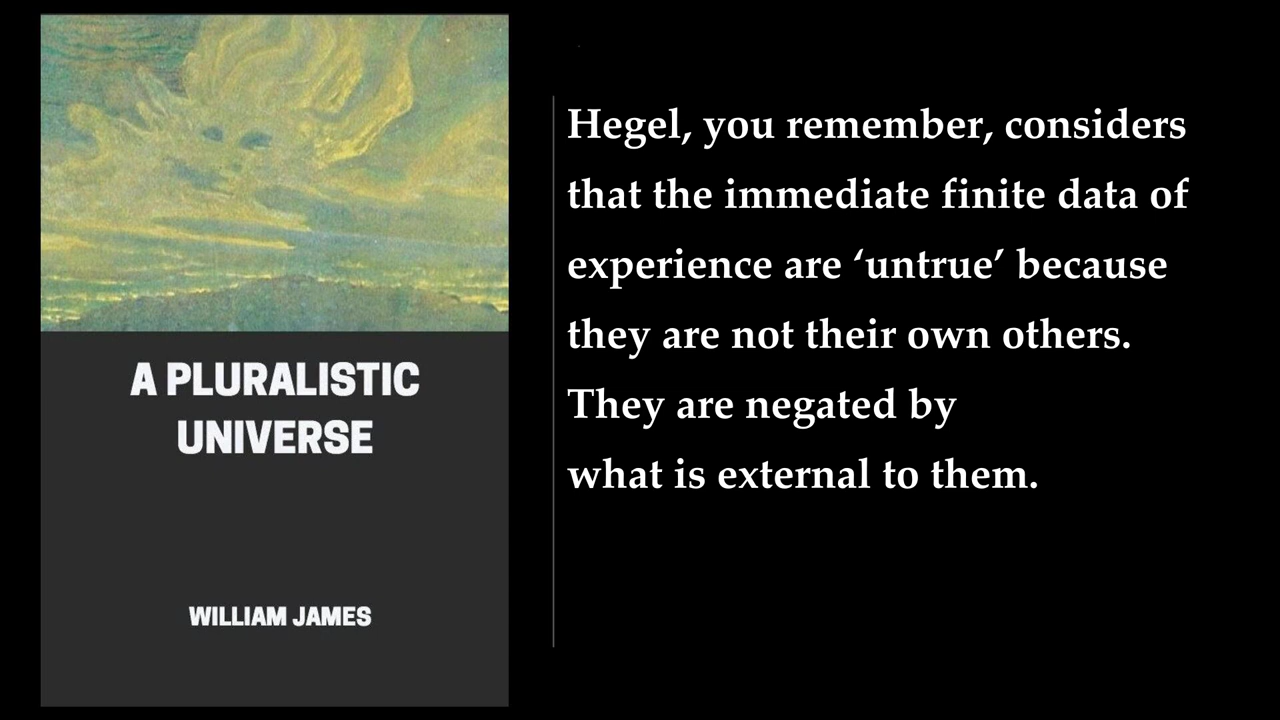 A PLURALISTIC
UNIVERSE
WILLIAM JAMES
Hegel, you remember, considers
that the immediate finite data of
experience are ‘untrue’ because
they are not their own others.
They are negated by
what is external to them.